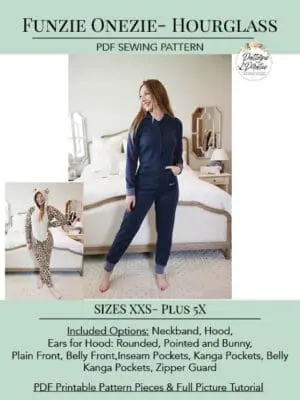 FUNZIE ONEZIE- HOURGLASS
PDF SEWING PATTERN
SIZES XXS- PLUS 5X
Included Options: Neckband, Hood,
Ears for Hood: Rounded, Pointed and Bunny,
Plain Front, Belly Front,Inseam Pockets, Kanga Pockets, Belly
Kanga Pockets, Zipper Guard
PDF Printable Pattern Pieces & Full Picture Tutorial